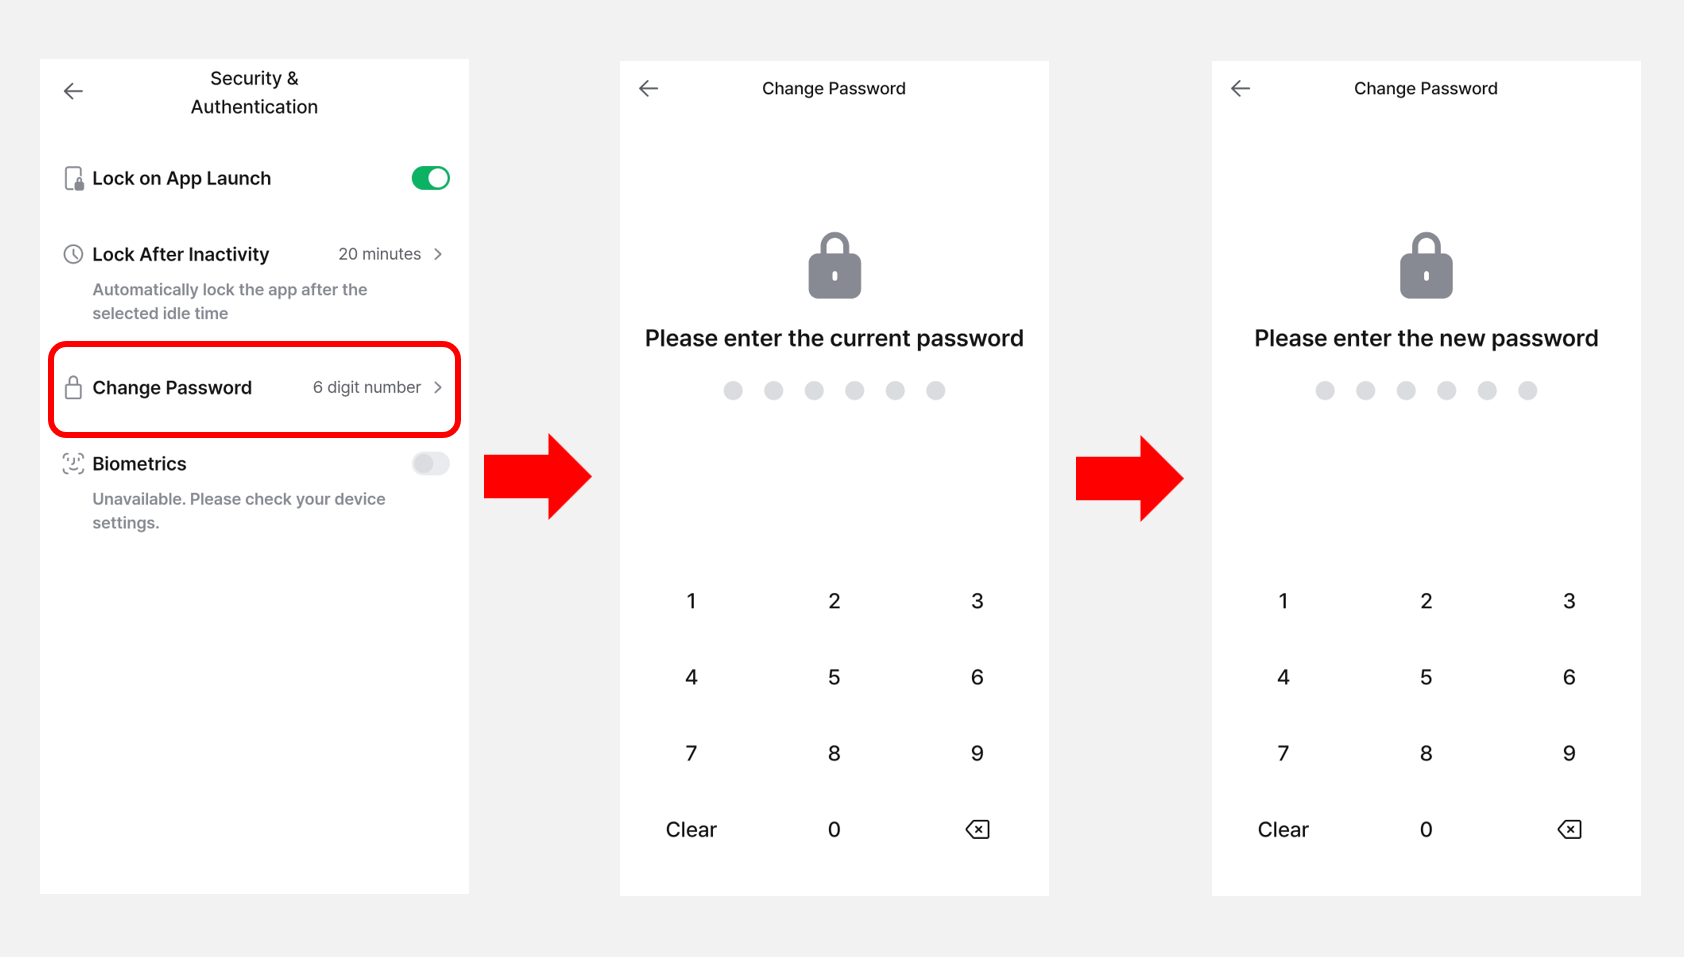 Security &
Authentication
Lock on App Launch
Lock After Inactivity 20 minutes
Automatically lock the app after the
selected idle time
Change Password 6 digit number
Biometrics
Unavailable. Please check your device
settings.
Change Password
Please enter the current password
1 2 3
4 5 6
7 8 9
Clear 0
Change Password
Please enter the new password
1 2 3
4 5 6
7 8 9
Clear 0